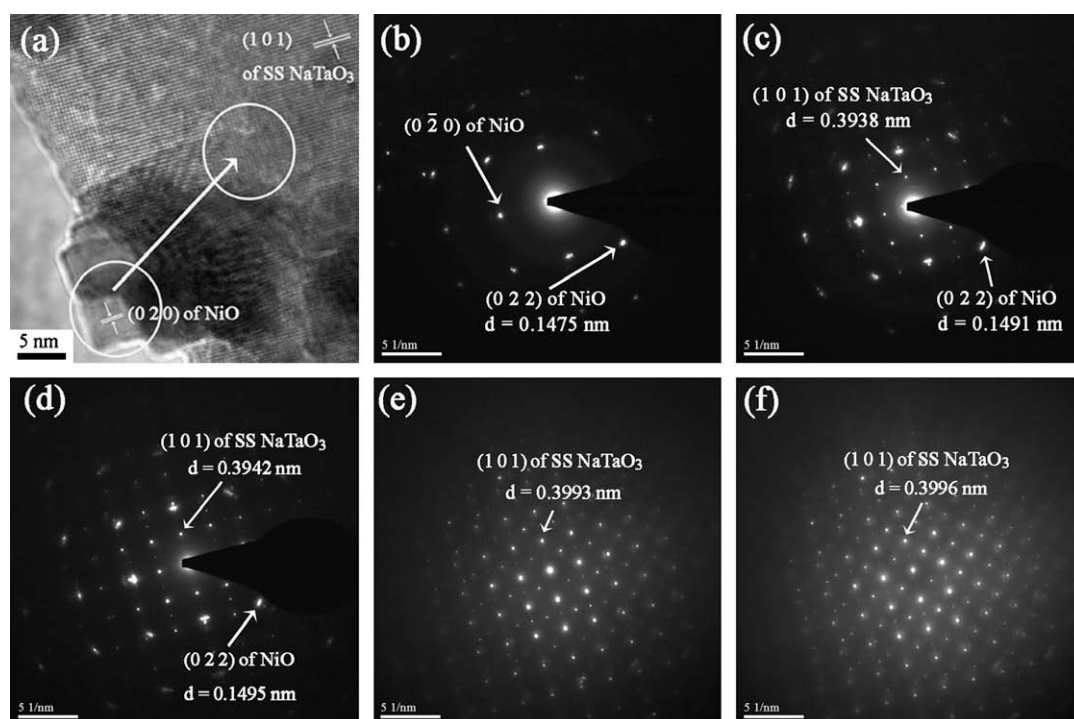 (a)
(1 0 1)
of SS NaTaO₃
(0 2 0) of NiO
5 nm
(b)
(0 2̄ 0) of NiO
(0 2 2) of NiO
d = 0.1475 nm
5 1/nm
(c)
(1 0 1) of SS NaTaO₃
d = 0.3938 nm
(0 2 2) of NiO
d = 0.1491 nm
5 1/nm
(d)
(1 0 1) of SS NaTaO₃
d = 0.3942 nm
(0 2 2) of NiO
d = 0.1495 nm
5 1/nm
(e)
(1 0 1) of SS NaTaO₃
d = 0.3993 nm
5 1/nm
(f)
(1 0 1) of SS NaTaO₃
d = 0.3996 nm
5 1/nm